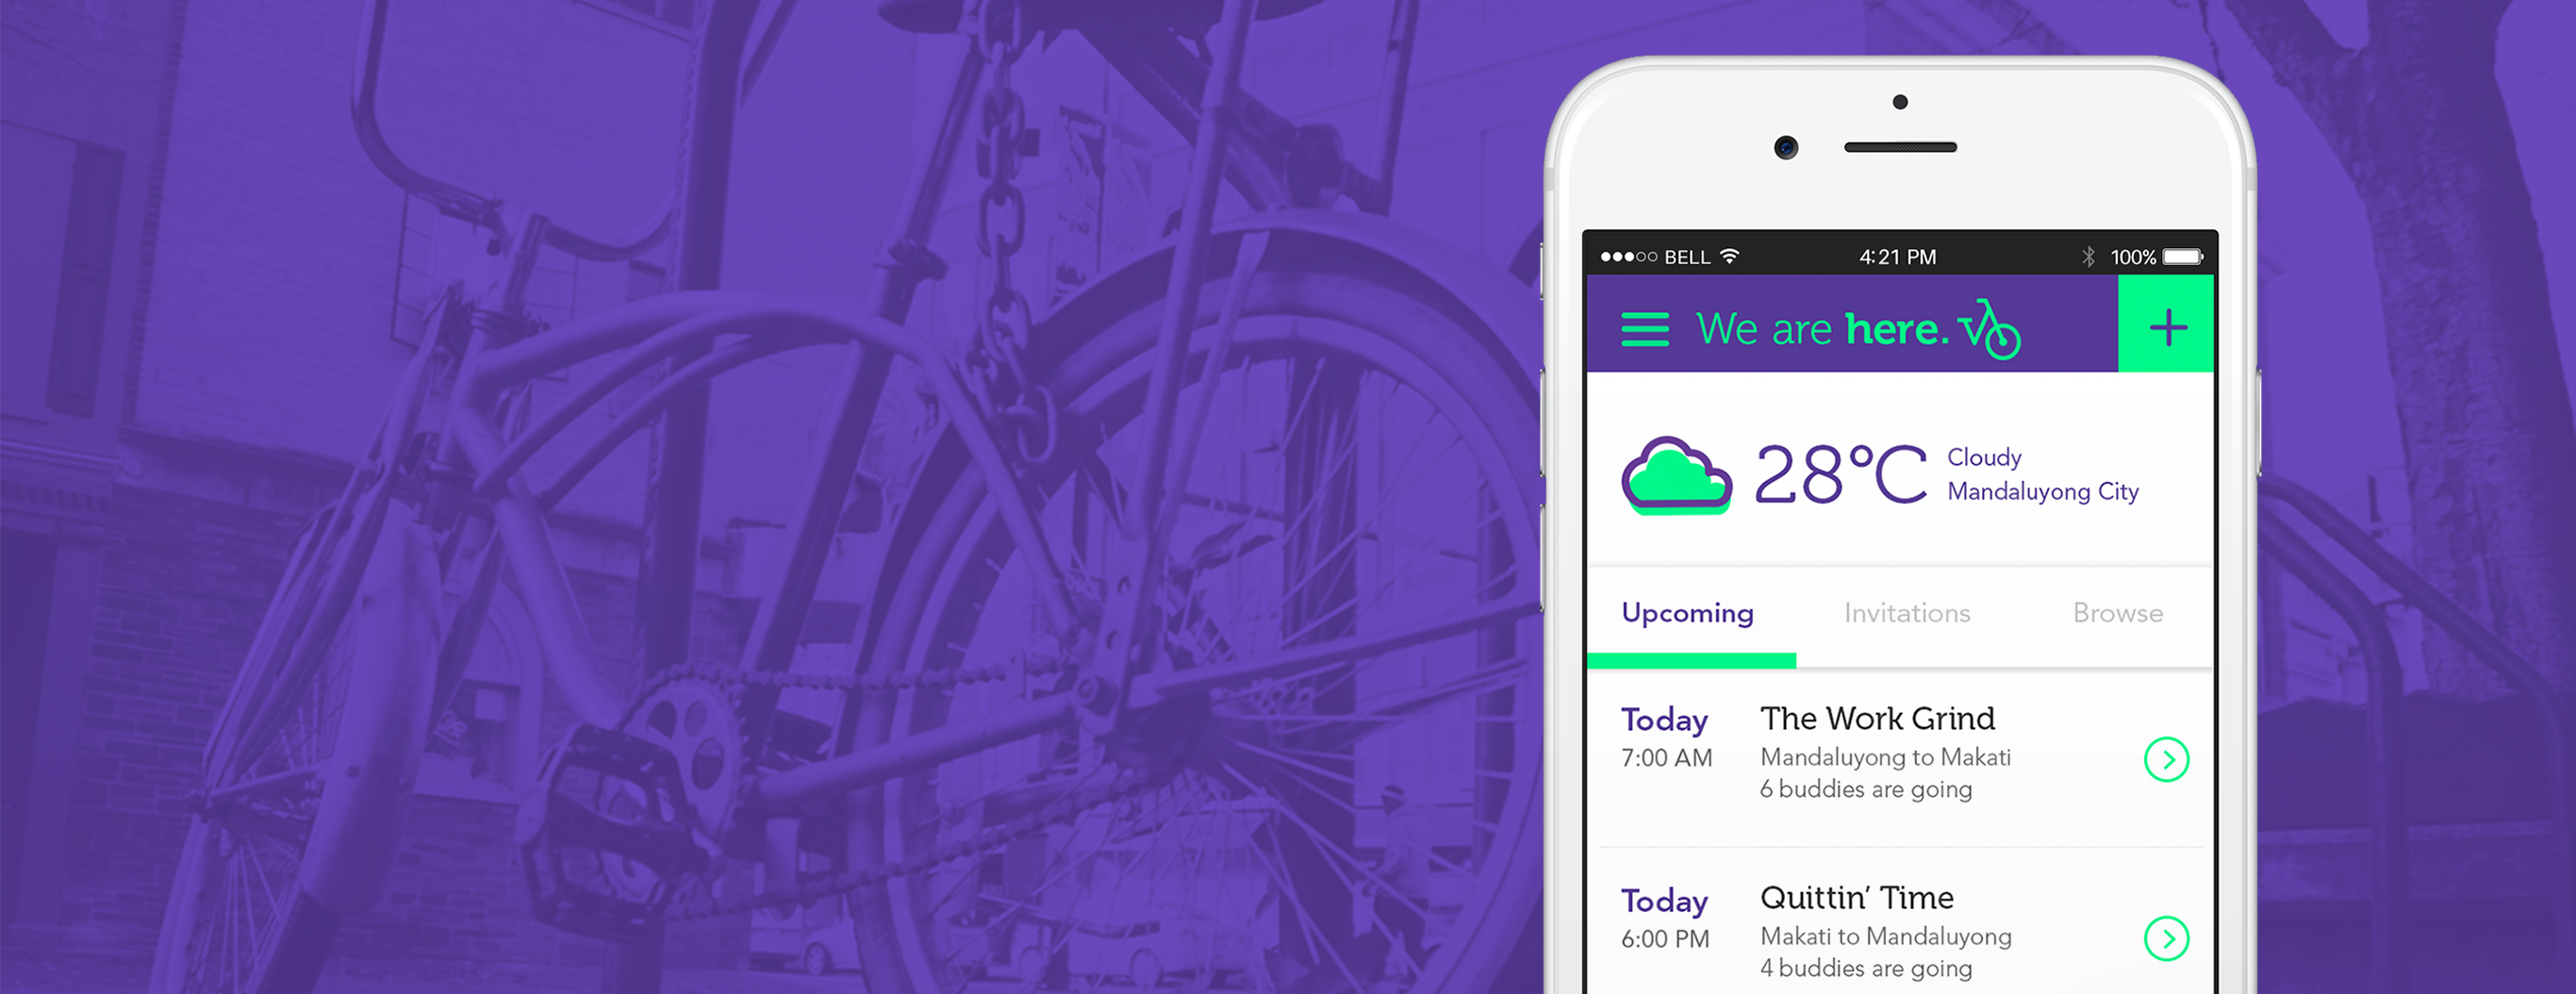 BELL 4:21 PM 100%
We are here.
+
28°C
Cloudy
Mandaluyong City
Upcoming Invitations Browse
Today The Work Grind
7:00 AM Mandaluyong to Makati
6 buddies are going
Today Quittin’ Time
6:00 PM Makati to Mandaluyong
4 buddies are going